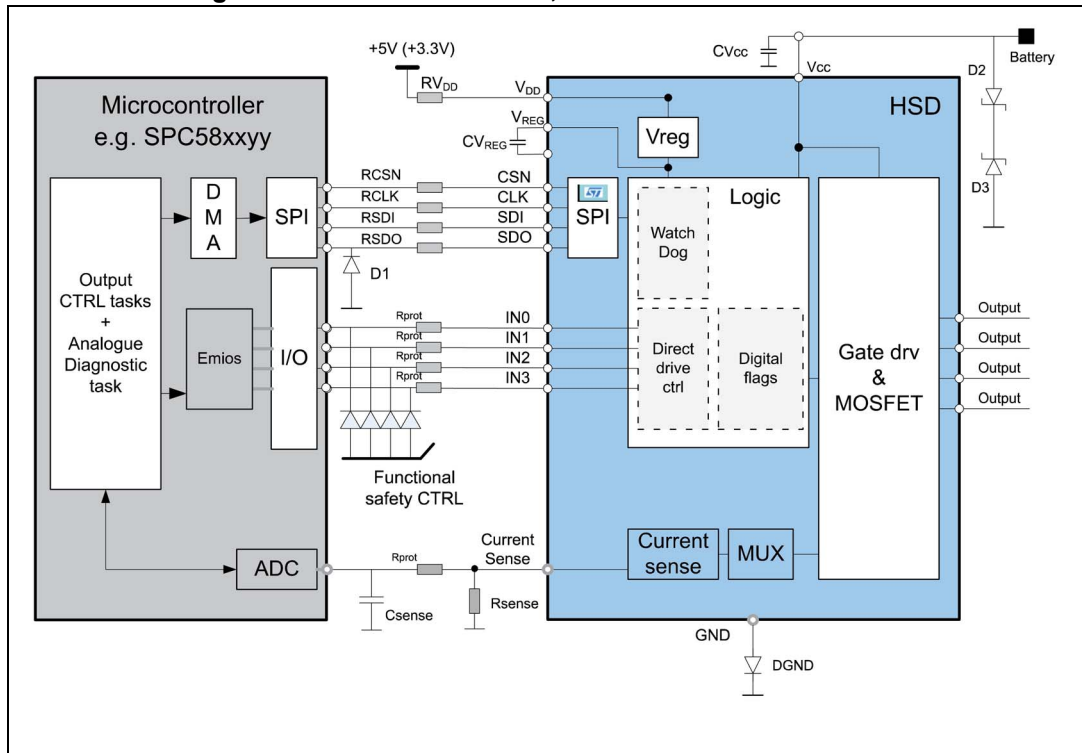 +5V (+3.3V)
RVDD
VDD
VREG
CVREG
CVcc
Vcc
Battery
D2
D3
Microcontroller
e.g. SPC58xxyy
HSD
Vreg
RCSN
RCLK
RSDI
RSDO
CSN
CLK
SDI
SDO
D1
D
M
A
SPI
ST
SPI
Logic
Watch
Dog
Output
CTRL tasks
+
Analogue
Diagnostic
task
Emios
I/O
Rprot
Rprot
Rprot
Rprot
IN0
IN1
IN2
IN3
Direct
drive
ctrl
Digital
flags
Gate drv
&
MOSFET
Output
Output
Output
Output
Functional
safety CTRL
ADC
Rprot
Csense
Rsense
Current
Sense
Current
sense
MUX
GND
DGND